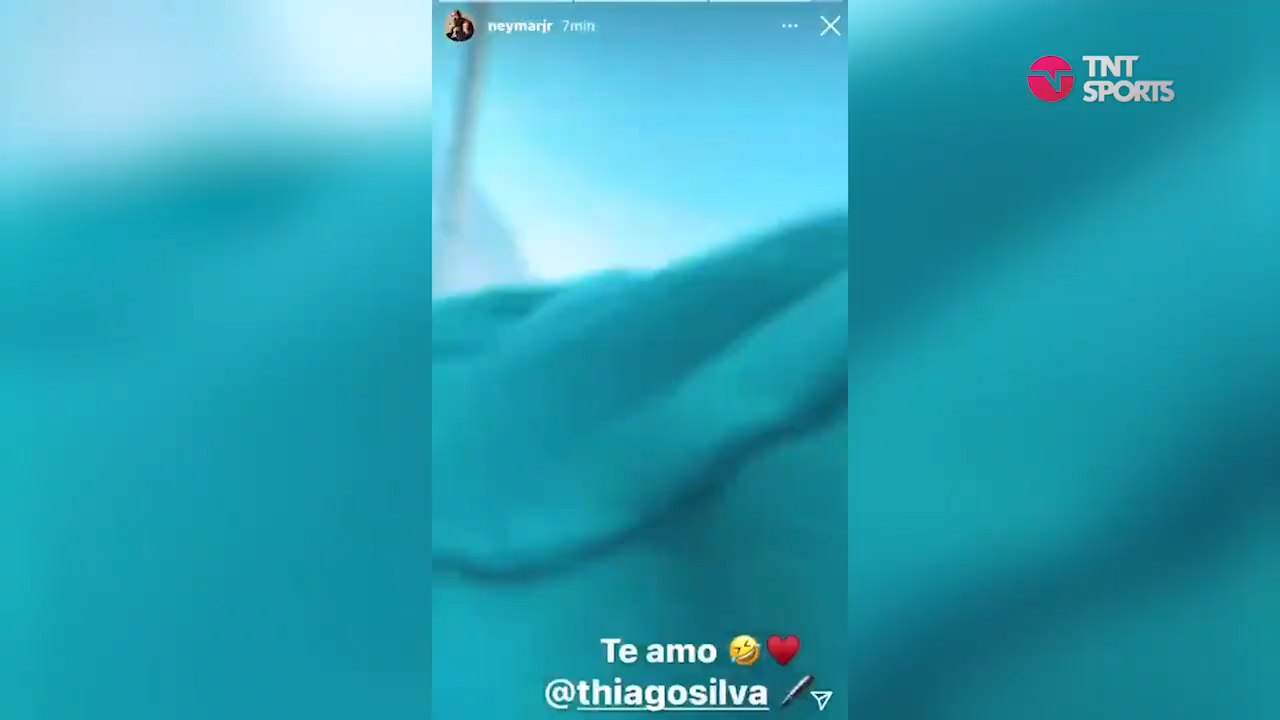 neymarjr 7min
TNT
SPORTS
Te amo 🤣♥️
@thiagosilva